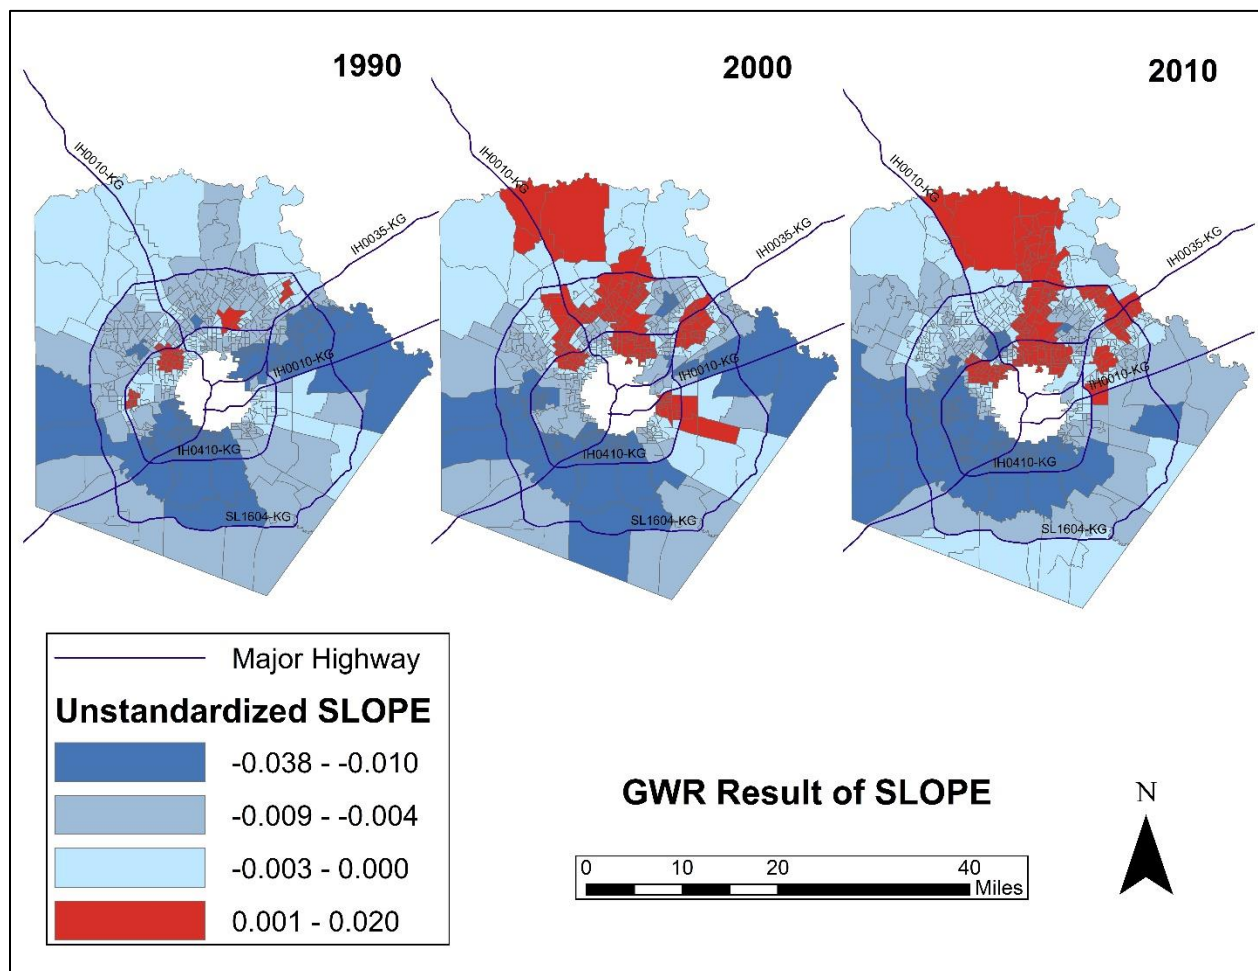 1990
2000
2010
IH0010-KG
IH0035-KG
IH0010-KG
IH0410-KG
SL1604-KG
IH0010-KG
IH0035-KG
IH0010-KG
IH0410-KG
SL1604-KG
IH0010-KG
IH0035-KG
IH0010-KG
IH0410-KG
SL1604-KG
Major Highway
Unstandardized SLOPE
-0.038 - -0.010
-0.009 - -0.004
-0.003 - 0.000
0.001 - 0.020
GWR Result of SLOPE
0 10 20 40
Miles
N